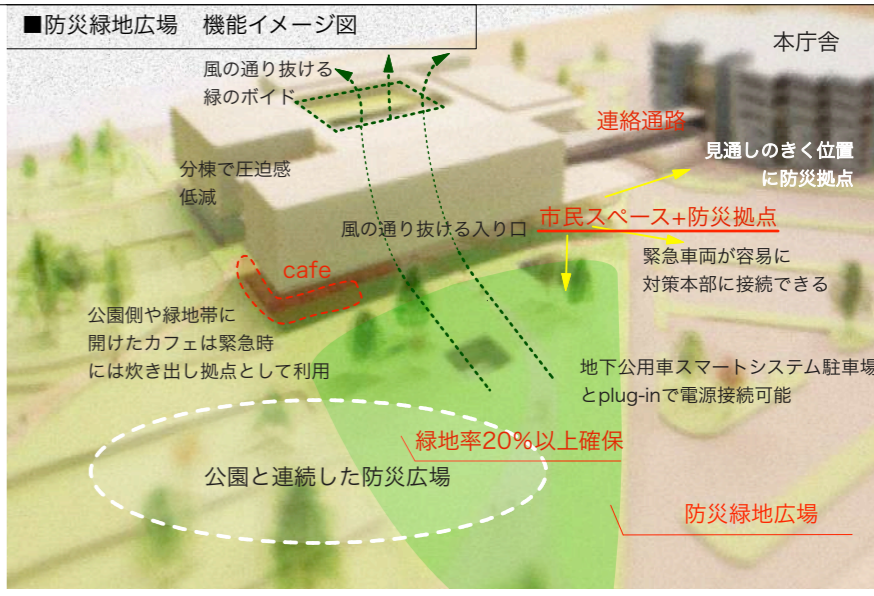 ■防災緑地広場　機能イメージ図
本庁舎
風の通り抜ける
緑のボイド
連絡通路
見通しのきく位置
に防災拠点
分棟で圧迫感
低減
市民スペース+防災拠点
風の通り抜ける入り口
緊急車両が容易に
対策本部に接続できる
cafe
公園側や緑地帯に
開けたカフェは緊急時
には炊き出し拠点として利用
地下公用車スマートシステム駐車場
とplug-inで電源接続可能
緑地率20%以上確保
公園と連続した防災広場
防災緑地広場